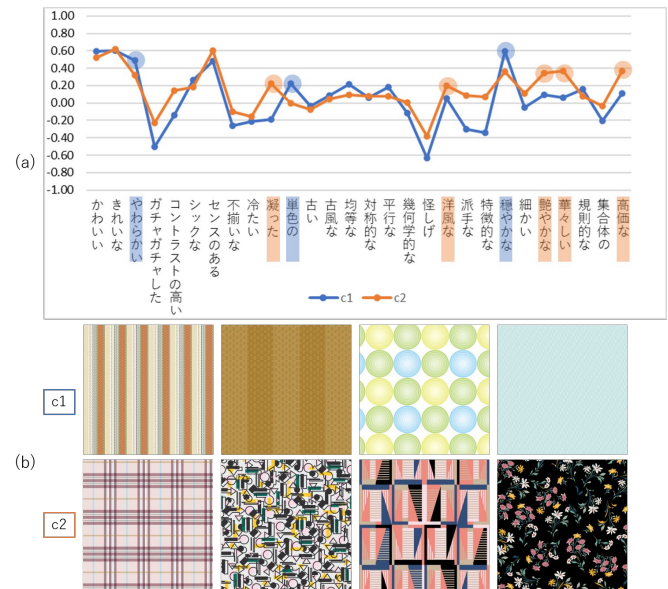 1.00
0.80
0.60
0.40
0.20
0.00
-0.20
-0.40
-0.60
-0.80
-1.00
(a)
かわいい
きれいな
やわらかい
ガチャガチャした
コントラストの高い
シックな
センスのある
不揃いな
冷たい
凝った
単色の
古い
古風な
均等な
対称的な
平行な
幾何学的な
怪しげ
洋風な
派手な
特徴的な
穏やかな
細かい
艶やかな
華々しい
規則的な
集合体の
高価な
c1
c2
c1
(b)
c2